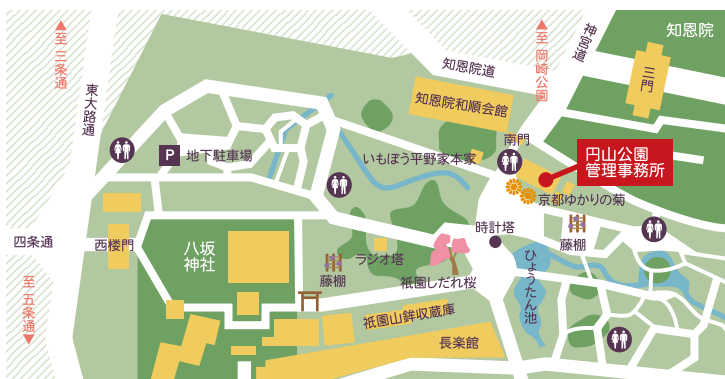 至 三条通
東大路通
至 岡崎公園
神宮道
知恩院
知恩院道
三門
知恩院和順会館
南門
P 地下駐車場
いもぼう平野家本家
円山公園
管理事務所
京都ゆかりの菊
時計塔
藤棚
四条通
西楼門
八坂
神社
ラジオ塔
藤棚
祇園しだれ桜
ひょうたん池
至 五条通
祇園山鉾収蔵庫
長楽館